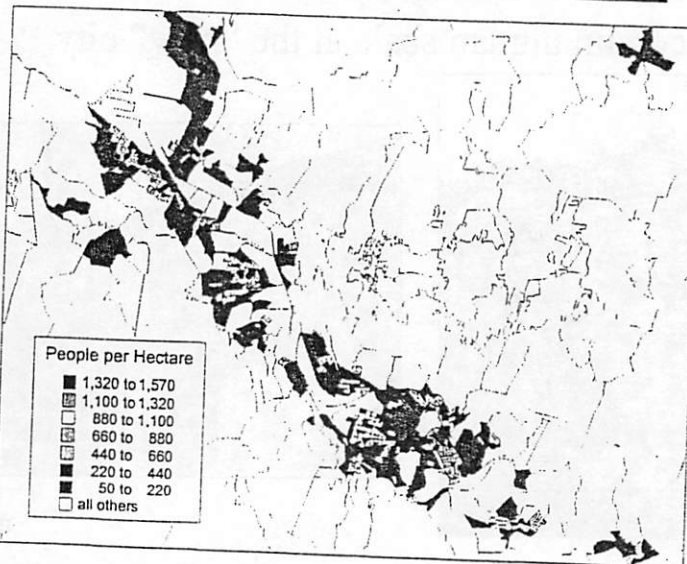 People per Hectare
1,320 to 1,570
1,100 to 1,320
880 to 1,100
660 to 880
440 to 660
220 to 440
50 to 220
all others